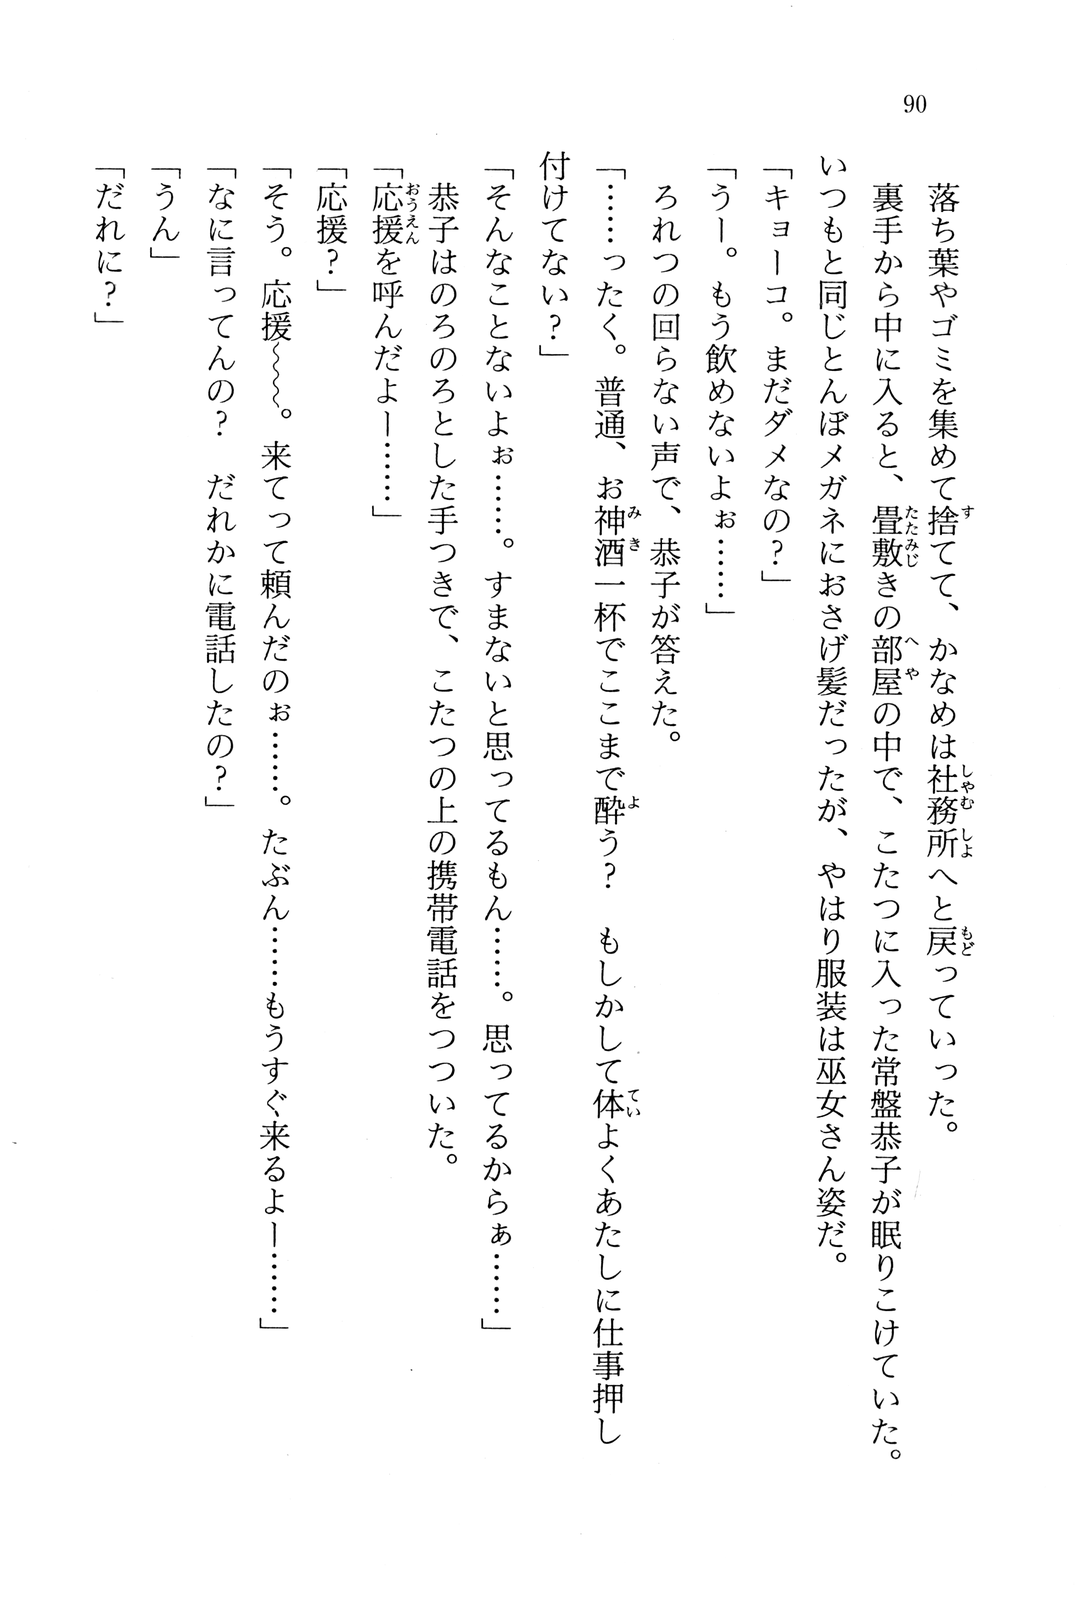 90
　落ち葉やゴミを集めて捨てて、かなめは社務所へと戻っていった。
　裏手から中に入ると、畳敷きの部屋の中で、こたつに入った常盤恭子が眠りこけていた。
いつもと同じとんぼメガネにおさげ髪だったが、やはり服装は巫女さん姿だ。
「キョーコ。まだダメなの？」
「うー。もう飲めないよぉ……」
　ろれつの回らない声で、恭子が答えた。
「……ったく。普通、お神酒一杯でここまで酔う？　もしかして体よくあたしに仕事押し
付けてない？」
「そんなことないよぉ……。すまないと思ってるもん……。思ってるからぁ……」
　恭子はのろのろとした手つきで、こたつの上の携帯電話をつついた。
「応援を呼んだよー……」
「応援？」
「そう。応援〜〜。来てって頼んだのぉ……。たぶん……もうすぐ来るよー……」
「なに言ってんの？　だれかに電話したの？」
「うん」
「だれに？」